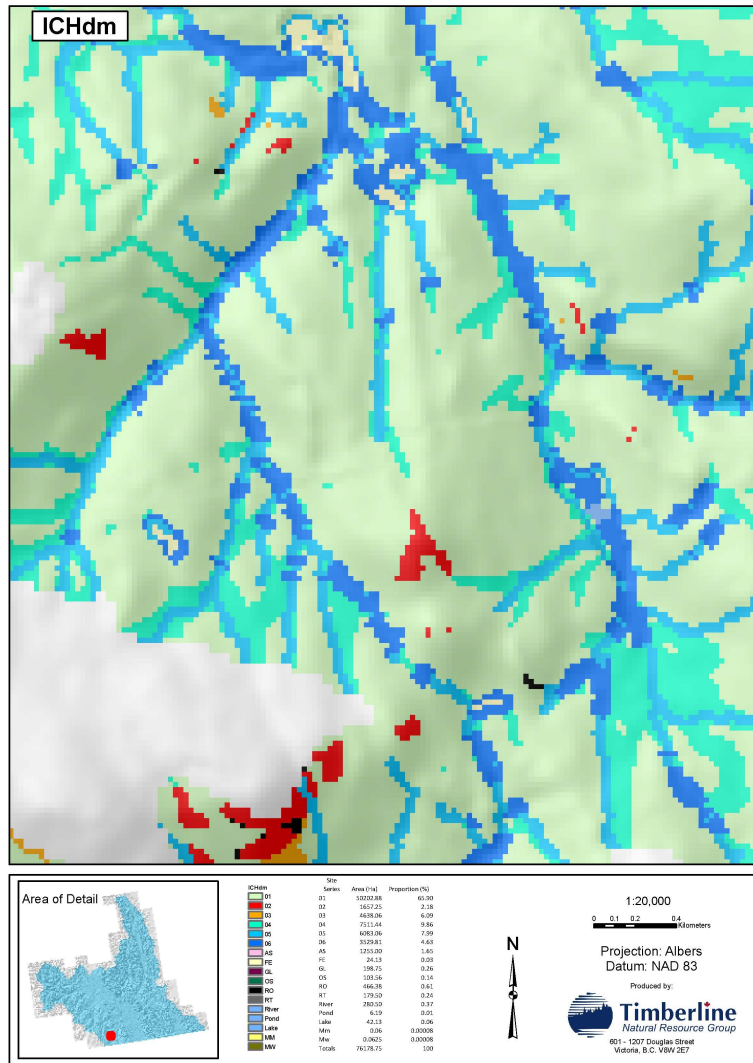 ICHdm
Area of Detail
ICHdm
01
02
03
04
05
06
AS
FE
GL
OS
RO
RT
River
Pond
Lake
MM
MW
Site
Series Area (Ha) Proportion (%)
01 50202.88 65.90
02 1657.25 2.18
03 4638.06 6.09
04 7511.44 9.86
05 6083.06 7.99
06 3529.81 4.63
AS 1255.00 1.65
FE 24.13 0.03
GL 198.75 0.26
OS 103.56 0.14
RO 466.38 0.61
RT 179.50 0.24
River 280.50 0.37
Pond 6.19 0.01
Lake 42.13 0.06
Mm 0.06 0.00008
Mw 0.0625 0.00008
Totals 76178.75 100
N
1:20,000
0 0.1 0.2 0.4
Kilometers
Projection: Albers
Datum: NAD 83
Produced by:
Timberline
Natural Resource Group
601 - 1207 Douglas Street
Victoria, B.C. V8W 2E7